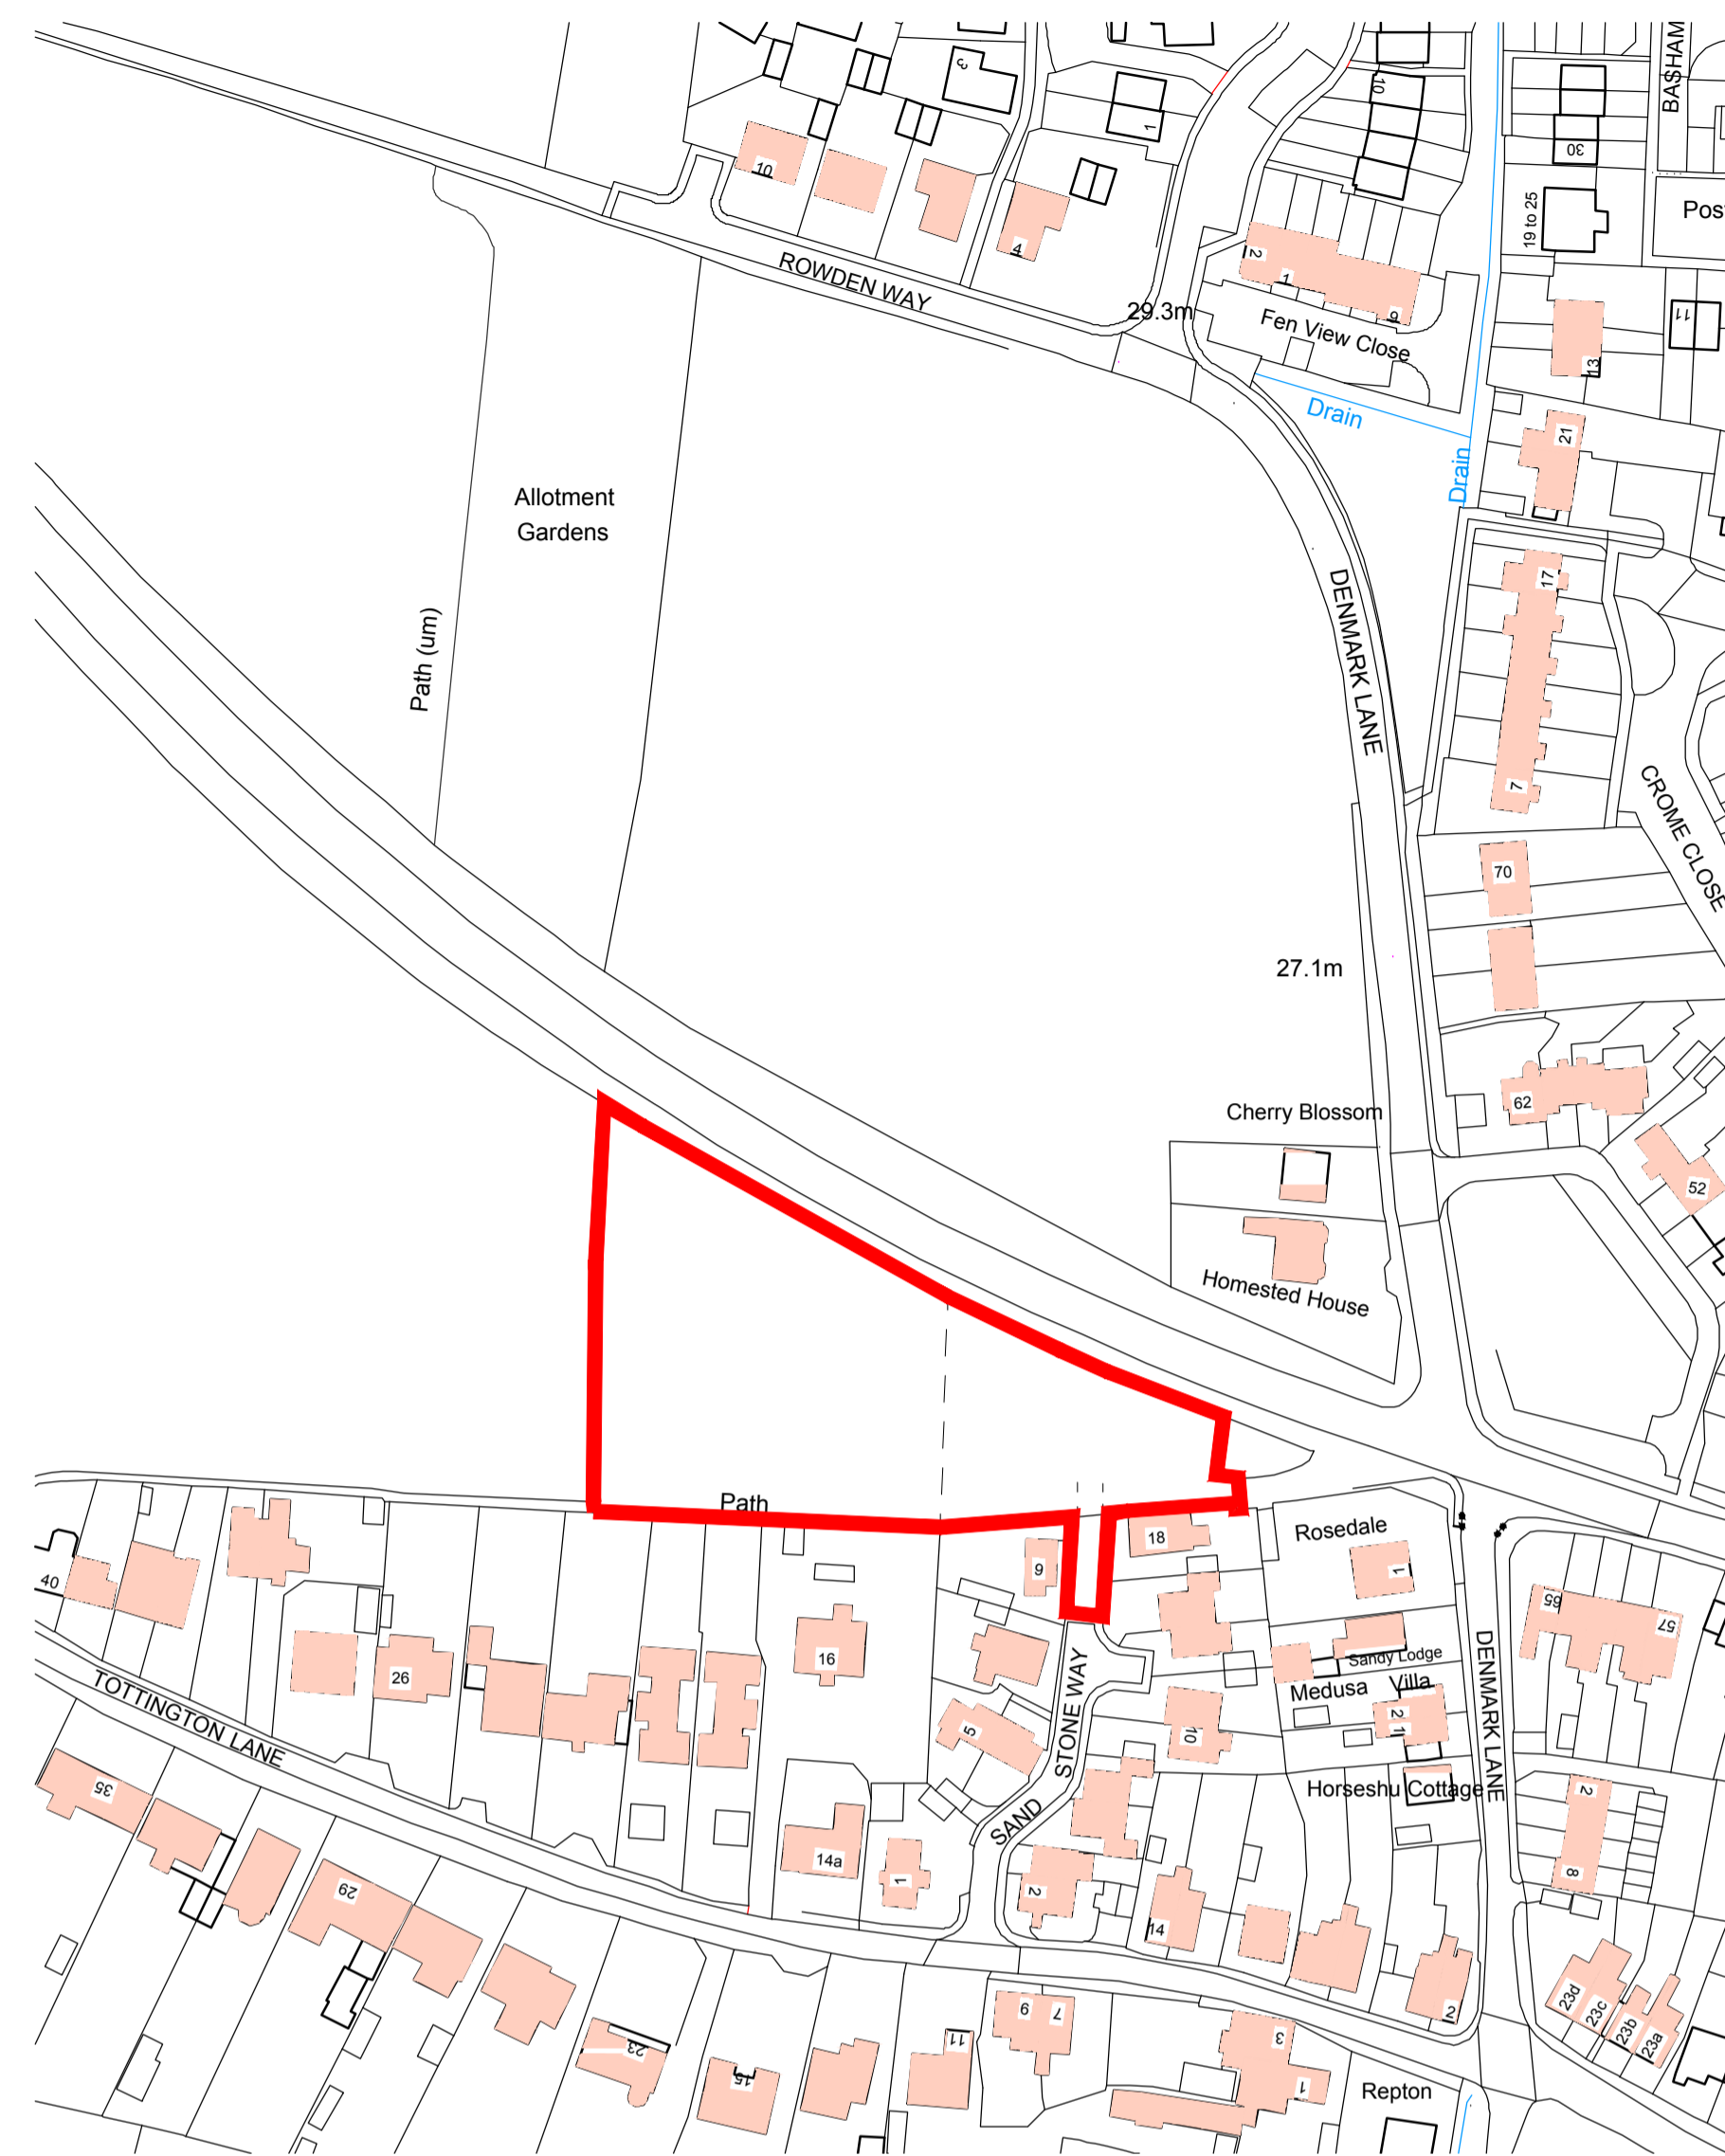 BASHAM
3
10
1
30
10
19 to 25
Pos
4
2
1
6
ROWDEN WAY
29.3m
Fen View Close
11
13
Drain
21
Drain
Allotment
Gardens
17
Path (um)
DENMARK LANE
7
CROME CLOSE
70
27.1m
62
Cherry Blossom
52
Homested House
Path
18
Rosedale
9
1
40
65
57
16
26
Sandy Lodge
Medusa
Villa
TOTTINGTON LANE
5
10
2
1
STONE WAY
DENMARK LANE
35
Horseshu Cottage
2
SAND
14a
1
8
29
2
14
2
23d
23c
23b
23a
9
7
3
11
23
15
1
Repton